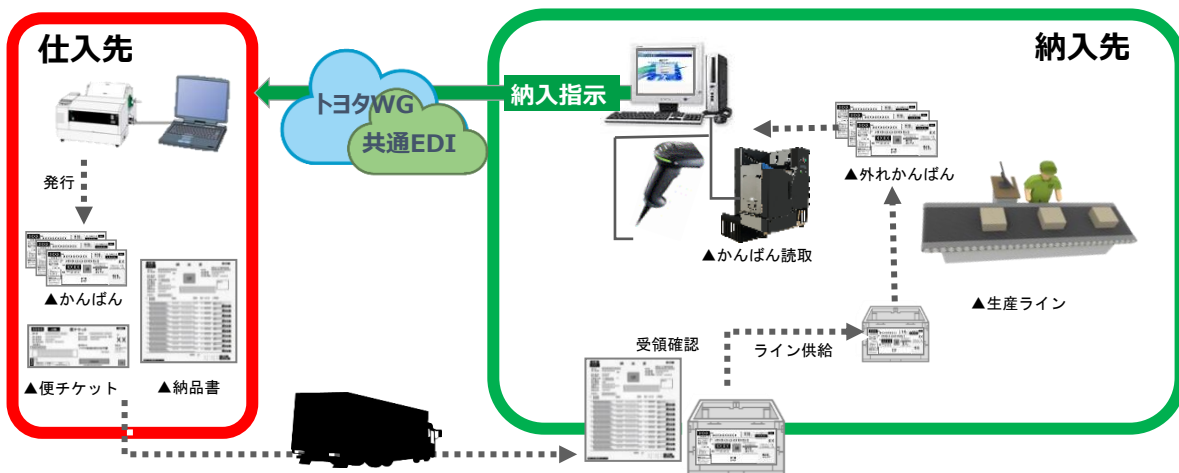 仕入先
納入先
トヨタWG
共通EDI
納入指示
発行
▲外れかんばん
▲かんばん読取
▲かんばん
▲生産ライン
受領確認
ライン供給
▲便チケット
▲納品書